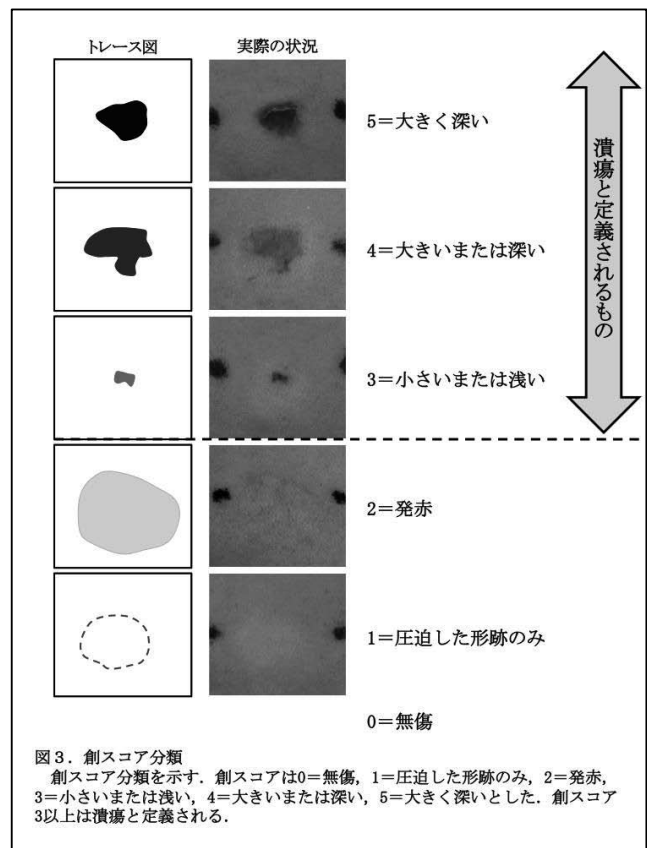 トレース図
実際の状況
5＝大きく深い
4＝大きいまたは深い
3＝小さいまたは浅い
2＝発赤
1＝圧迫した形跡のみ
0＝無傷
潰瘍と定義されるもの
図３．創スコア分類
創スコア分類を示す．創スコアは0＝無傷，1＝圧迫した形跡のみ，2＝発赤，
3＝小さいまたは浅い，4＝大きいまたは深い，5＝大きく深いとした．創スコア
3以上は潰瘍と定義される．